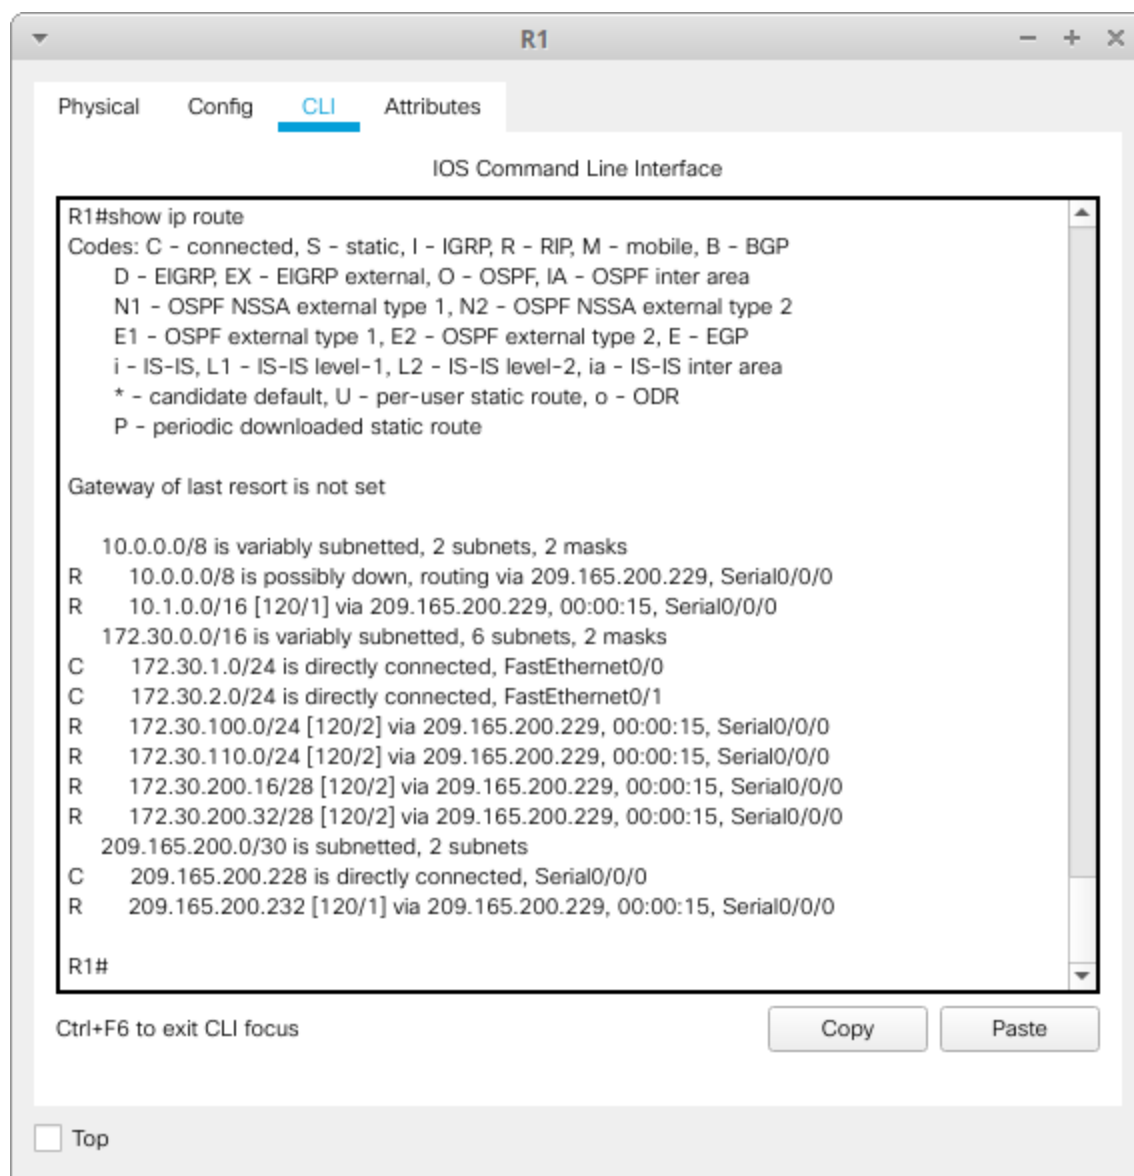 R1
Physical Config CLI Attributes
IOS Command Line Interface
R1#show ip route
Codes: C - connected, S - static, I - IGRP, R - RIP, M - mobile, B - BGP
D - EIGRP, EX - EIGRP external, O - OSPF, IA - OSPF inter area
N1 - OSPF NSSA external type 1, N2 - OSPF NSSA external type 2
E1 - OSPF external type 1, E2 - OSPF external type 2, E - EGP
i - IS-IS, L1 - IS-IS level-1, L2 - IS-IS level-2, ia - IS-IS inter area
* - candidate default, U - per-user static route, o - ODR
P - periodic downloaded static route
Gateway of last resort is not set
10.0.0.0/8 is variably subnetted, 2 subnets, 2 masks
R 10.0.0.0/8 is possibly down, routing via 209.165.200.229, Serial0/0/0
R 10.1.0.0/16 [120/1] via 209.165.200.229, 00:00:15, Serial0/0/0
172.30.0.0/16 is variably subnetted, 6 subnets, 2 masks
C 172.30.1.0/24 is directly connected, FastEthernet0/0
C 172.30.2.0/24 is directly connected, FastEthernet0/1
R 172.30.100.0/24 [120/2] via 209.165.200.229, 00:00:15, Serial0/0/0
R 172.30.110.0/24 [120/2] via 209.165.200.229, 00:00:15, Serial0/0/0
R 172.30.200.16/28 [120/2] via 209.165.200.229, 00:00:15, Serial0/0/0
R 172.30.200.32/28 [120/2] via 209.165.200.229, 00:00:15, Serial0/0/0
209.165.200.0/30 is subnetted, 2 subnets
C 209.165.200.228 is directly connected, Serial0/0/0
R 209.165.200.232 [120/1] via 209.165.200.229, 00:00:15, Serial0/0/0
R1#
Ctrl+F6 to exit CLI focus Copy Paste
Top